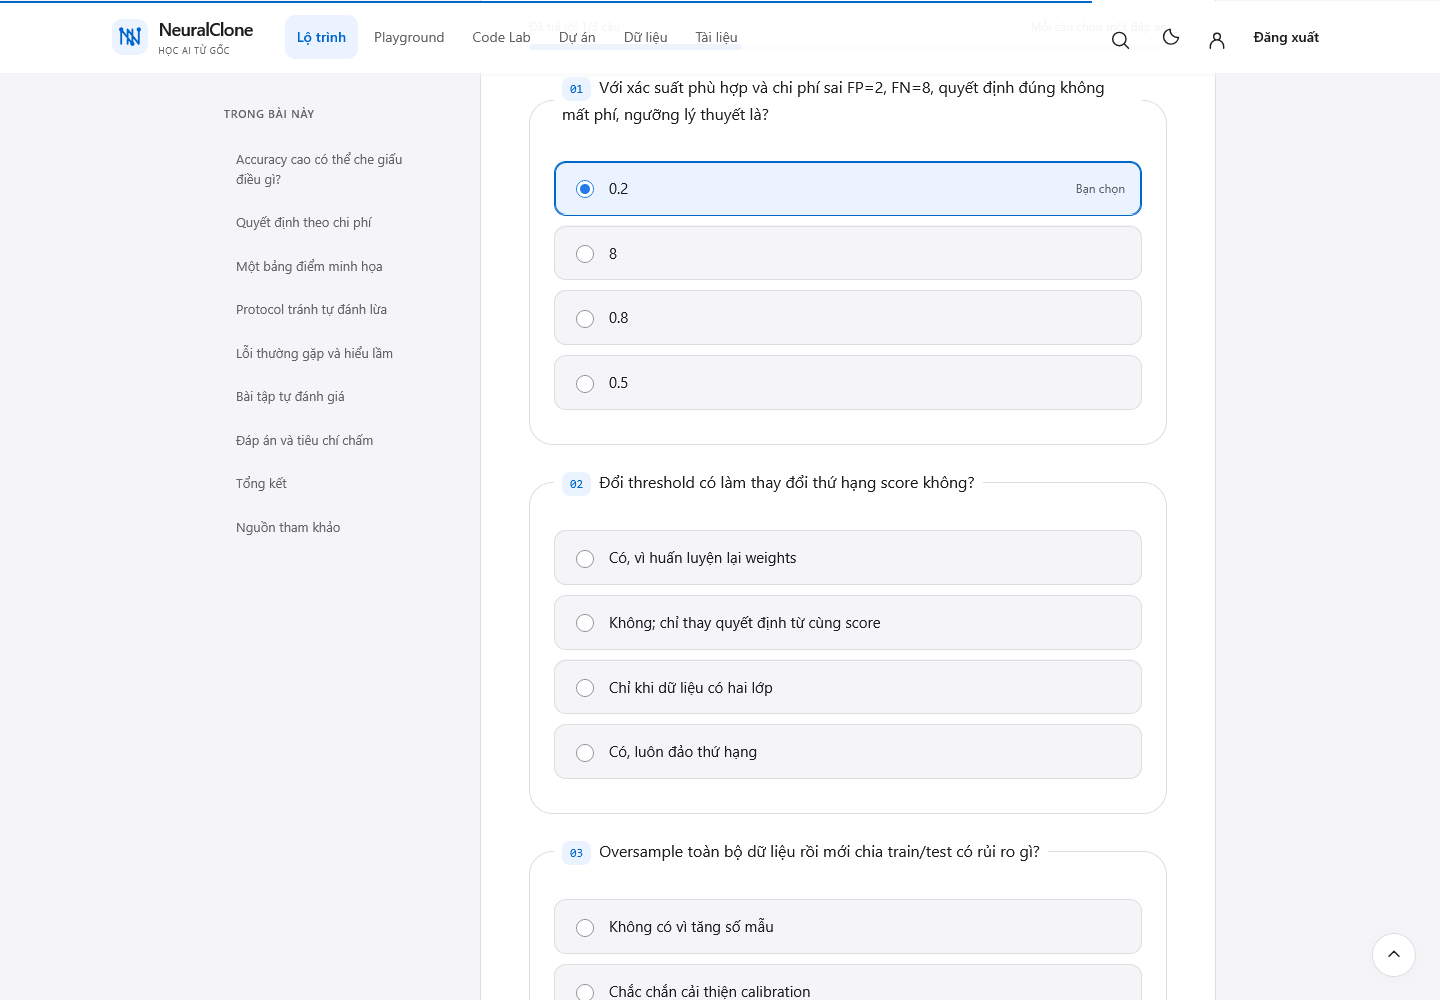 NeuralClone
HỌC AI TỪ GỐC
Lộ trình
Playground
Code Lab
Dự án
Dữ liệu
Tài liệu
Đăng xuất
Đã trả lời 1/3 câu
TRONG BÀI NÀY
Accuracy cao có thể che giấu
điều gì?
Quyết định theo chi phí
Một bảng điểm minh họa
Protocol tránh tự đánh lừa
Lỗi thường gặp và hiểu lầm
Bài tập tự đánh giá
Đáp án và tiêu chí chấm
Tổng kết
Nguồn tham khảo
01 Với xác suất phù hợp và chi phí sai FP=2, FN=8, quyết định đúng không
mất phí, ngưỡng lý thuyết là?
0.2
Bạn chọn
8
0.8
0.5
02 Đổi threshold có làm thay đổi thứ hạng score không?
Có, vì huấn luyện lại weights
Không; chỉ thay quyết định từ cùng score
Chỉ khi dữ liệu có hai lớp
Có, luôn đảo thứ hạng
03 Oversample toàn bộ dữ liệu rồi mới chia train/test có rủi ro gì?
Không có vì tăng số mẫu
Chắc chắn cải thiện calibration